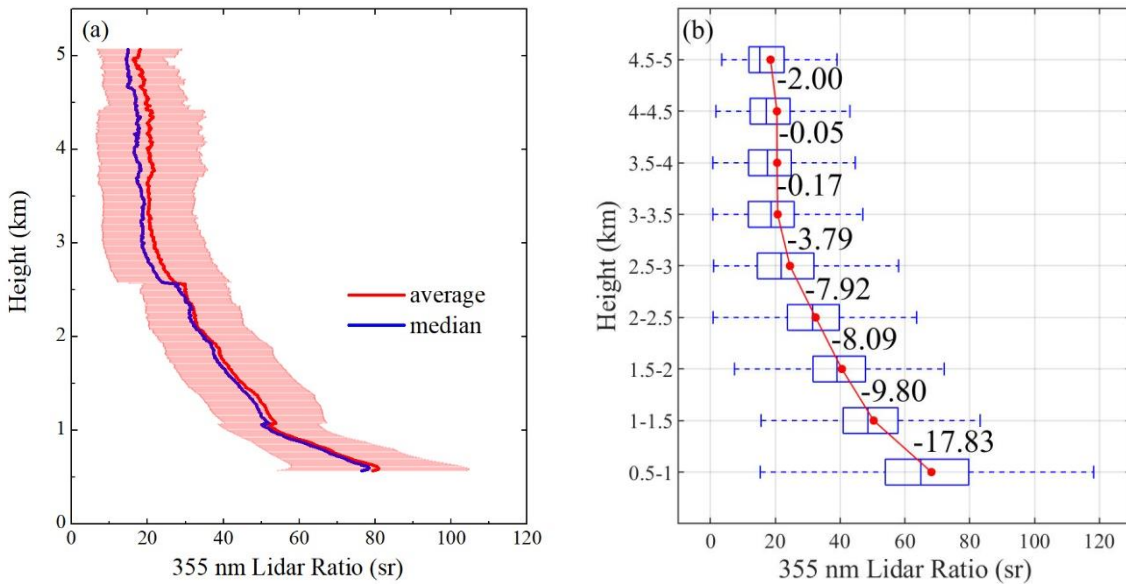 (a)
5
4
3
2
1
0
Height (km)
average
median
0 20 40 60 80 100 120
355 nm Lidar Ratio (sr)
(b)
4.5-5
4-4.5
3.5-4
3-3.5
2.5-3
2-2.5
1.5-2
1-1.5
0.5-1
Height (km)
-2.00
-0.05
-0.17
-3.79
-7.92
-8.09
-9.80
-17.83
0 20 40 60 80 100 120
355 nm Lidar Ratio (sr)